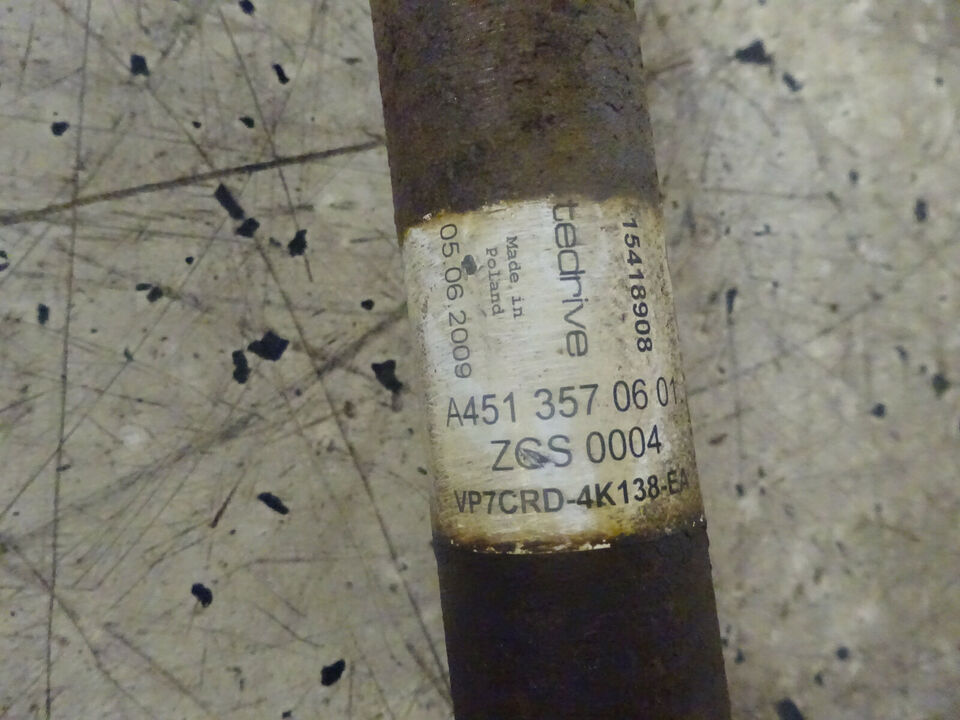 15418908
tedrive
Made in
Poland
05.06.2009
A451 357 06 01
ZGS 0004
VP7CRD-4K138-EA